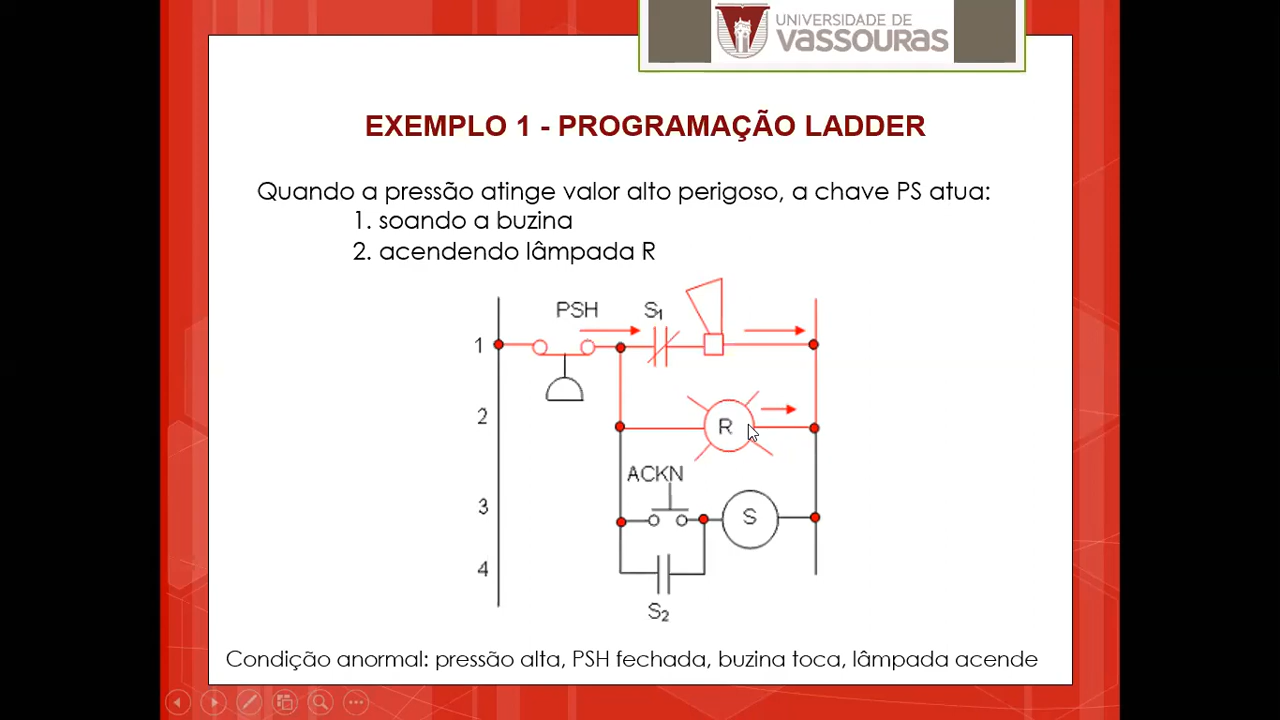 UNIVERSIDADE DE
VASSOURAS
EXEMPLO 1 - PROGRAMAÇÃO LADDER
Quando a pressão atinge valor alto perigoso, a chave PS atua:
1. soando a buzina
2. acendendo lâmpada R
PSH S₁
1
2 R
ACKN
3 S
4
S₂
Condição anormal: pressão alta, PSH fechada, buzina toca, lâmpada acende